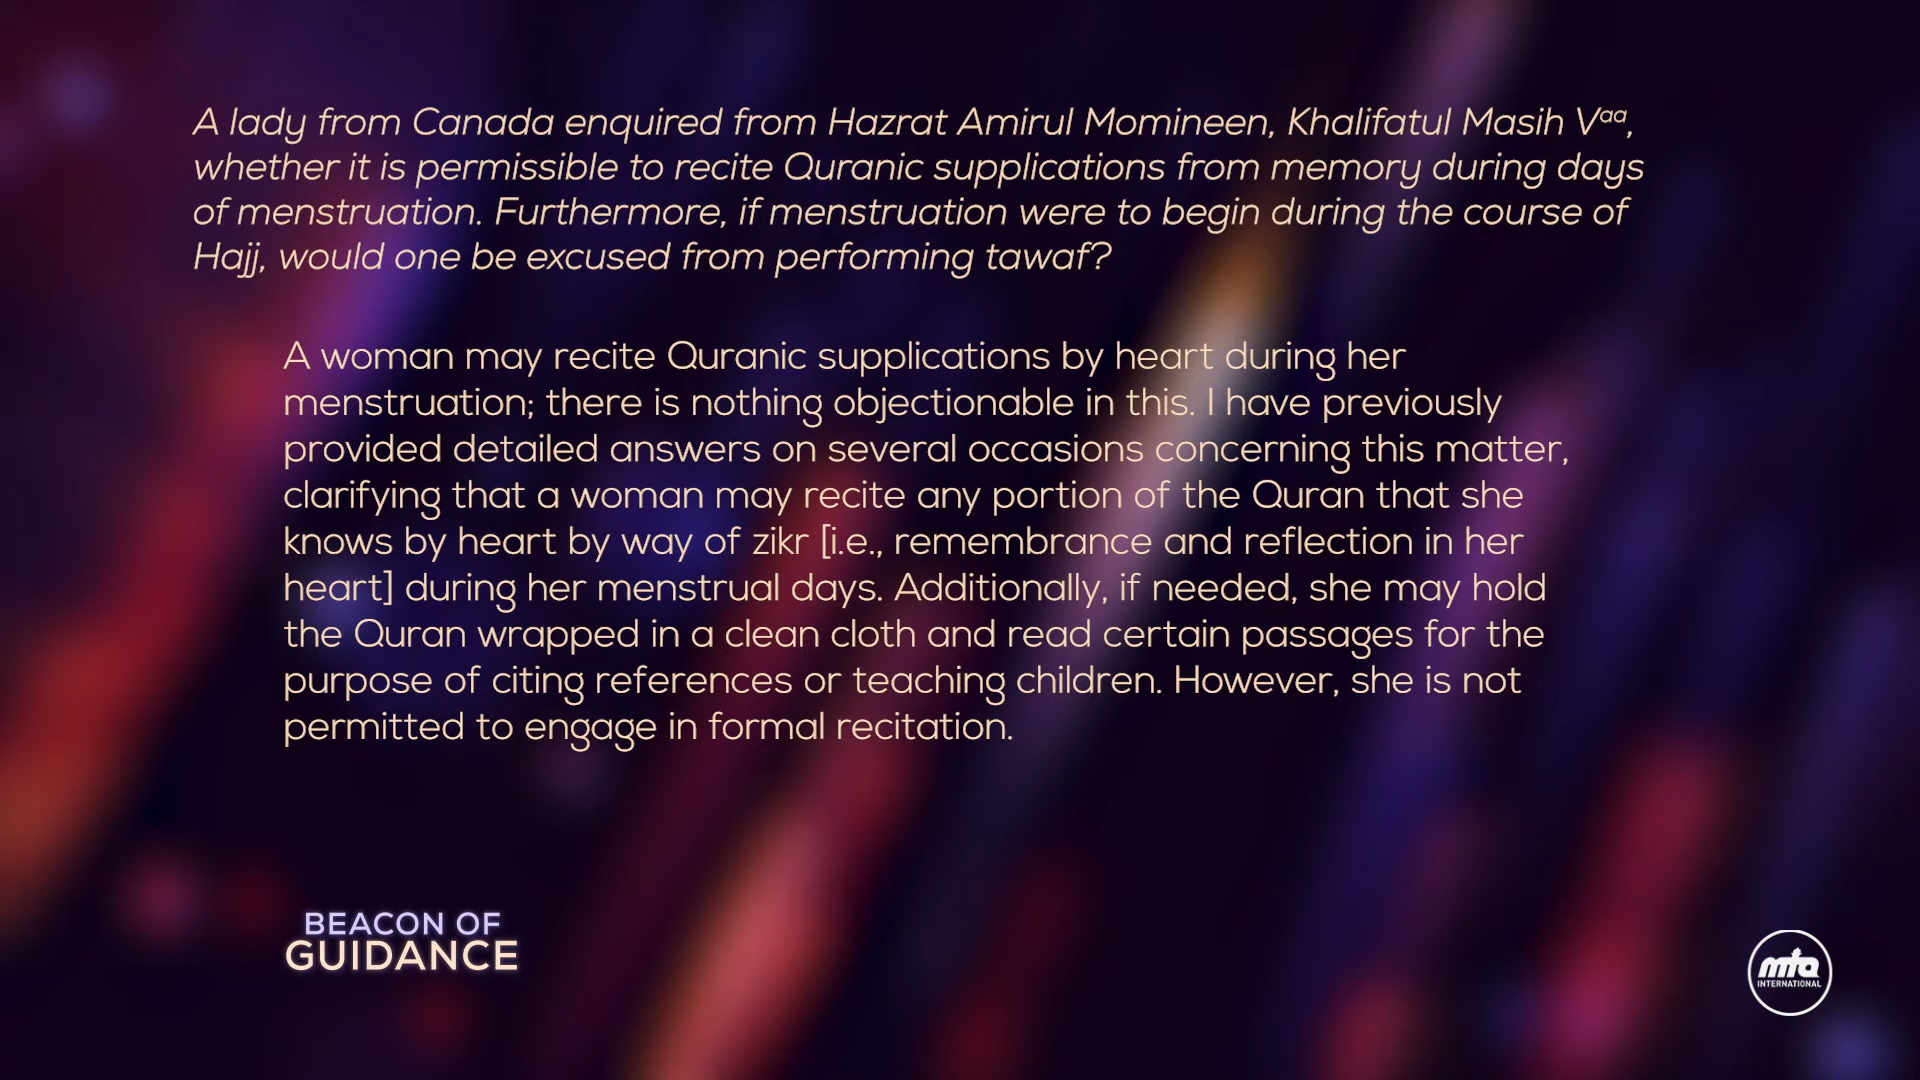 A lady from Canada enquired from Hazrat Amirul Momineen, Khalifatul Masih Vᵃᵃ,
whether it is permissible to recite Quranic supplications from memory during days
of menstruation. Furthermore, if menstruation were to begin during the course of
Hajj, would one be excused from performing tawaf?
A woman may recite Quranic supplications by heart during her
menstruation; there is nothing objectionable in this. I have previously
provided detailed answers on several occasions concerning this matter,
clarifying that a woman may recite any portion of the Quran that she
knows by heart by way of zikr [i.e., remembrance and reflection in her
heart] during her menstrual days. Additionally, if needed, she may hold
the Quran wrapped in a clean cloth and read certain passages for the
purpose of citing references or teaching children. However, she is not
permitted to engage in formal recitation.
BEACON OF
GUIDANCE
mta
INTERNATIONAL